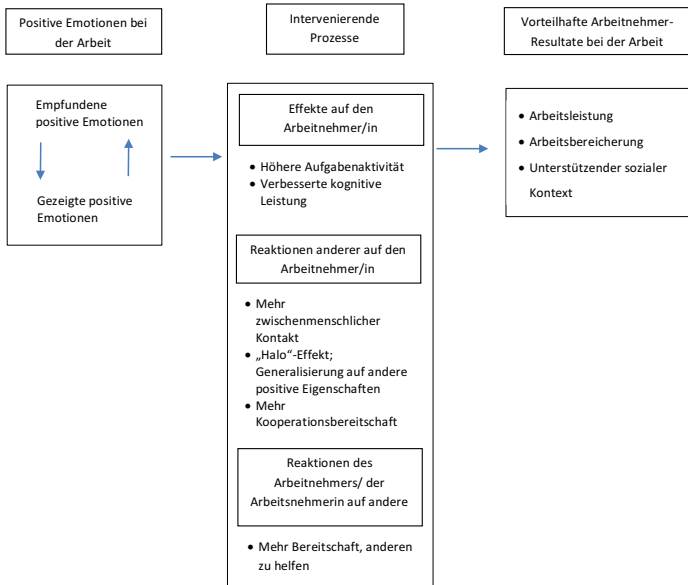 Positive Emotionen bei
der Arbeit
Intervenierende
Prozesse
Vorteilhafte Arbeitnehmer-
Resultate bei der Arbeit
Empfundene
positive Emotionen
Gezeigte positive
Emotionen
Effekte auf den
Arbeitnehmer/in
• Höhere Aufgabenaktivität
• Verbesserte kognitive
Leistung
Reaktionen anderer auf den
Arbeitnehmer/in
• Mehr
zwischenmenschlicher
Kontakt
• „Halo“-Effekt;
Generalisierung auf andere
positive Eigenschaften
• Mehr
Kooperationsbereitschaft
Reaktionen des
Arbeitnehmers/ der
Arbeitsnehmerin auf andere
• Mehr Bereitschaft, anderen
zu helfen
• Arbeitsleistung
• Arbeitsbereicherung
• Unterstützender sozialer
Kontext